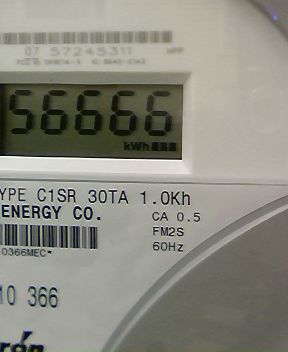 07 57245311
56666
kWh
YPE C1SR 30TA 1.0Kh
ENERGY CO.
CA 0.5
FM2S
60Hz
0366MEC*
10 366
rón